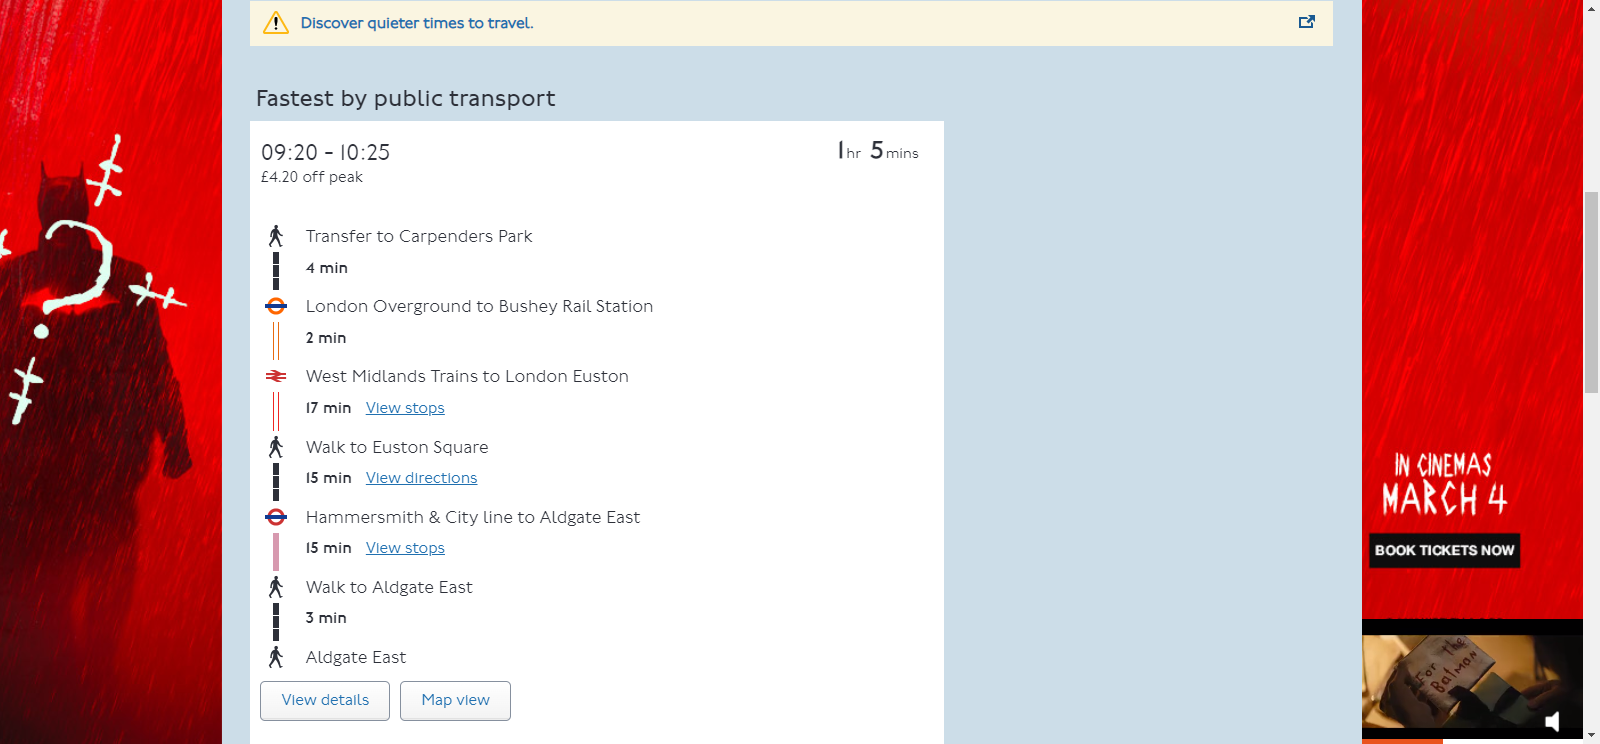 Discover quieter times to travel.
Fastest by public transport
09:20 - 10:25
1 hr 5 mins
£4.20 off peak
Transfer to Carpenders Park
4 min
London Overground to Bushey Rail Station
2 min
West Midlands Trains to London Euston
17 min View stops
Walk to Euston Square
15 min View directions
Hammersmith & City line to Aldgate East
15 min View stops
Walk to Aldgate East
3 min
Aldgate East
View details Map view
IN CINEMAS
MARCH 4
BOOK TICKETS NOW
For the
Batman